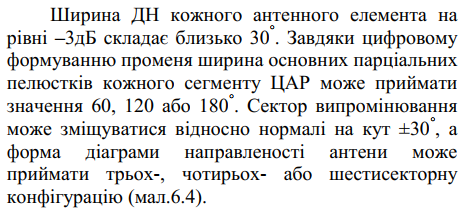 Ширина ДН кожного антенного елемента на
рівні –3дБ складає близько 30°. Завдяки цифровому
формуванню променя ширина основних парціальних
пелюстків кожного сегменту ЦАР може приймати
значення 60, 120 або 180°. Сектор випромінювання
може зміщуватися відносно нормалі на кут ±30°, а
форма діаграми направленості антени може
приймати трьох-, чотирьох- або шестисекторну
конфігурацію (мал.6.4).